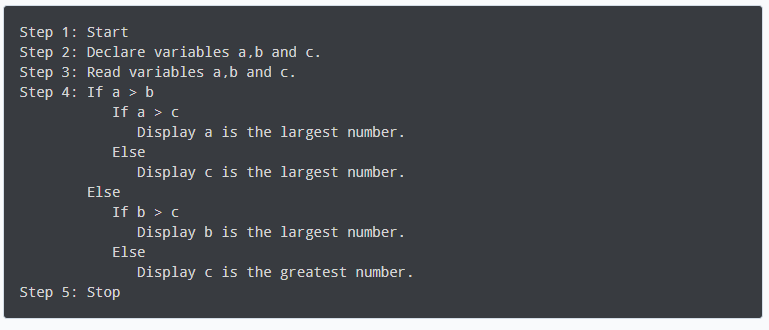 Step 1: Start
Step 2: Declare variables a,b and c.
Step 3: Read variables a,b and c.
Step 4: If a > b
           If a > c
              Display a is the largest number.
           Else
              Display c is the largest number.
        Else
           If b > c
              Display b is the largest number.
           Else
              Display c is the greatest number.
Step 5: Stop